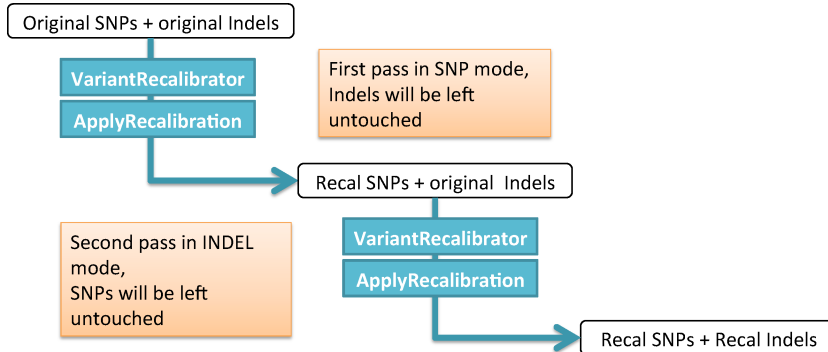 Original SNPs + original Indels
VariantRecalibrator
ApplyRecalibration
First pass in SNP mode,
Indels will be left
untouched
Recal SNPs + original Indels
VariantRecalibrator
ApplyRecalibration
Second pass in INDEL
mode,
SNPs will be left
untouched
Recal SNPs + Recal Indels